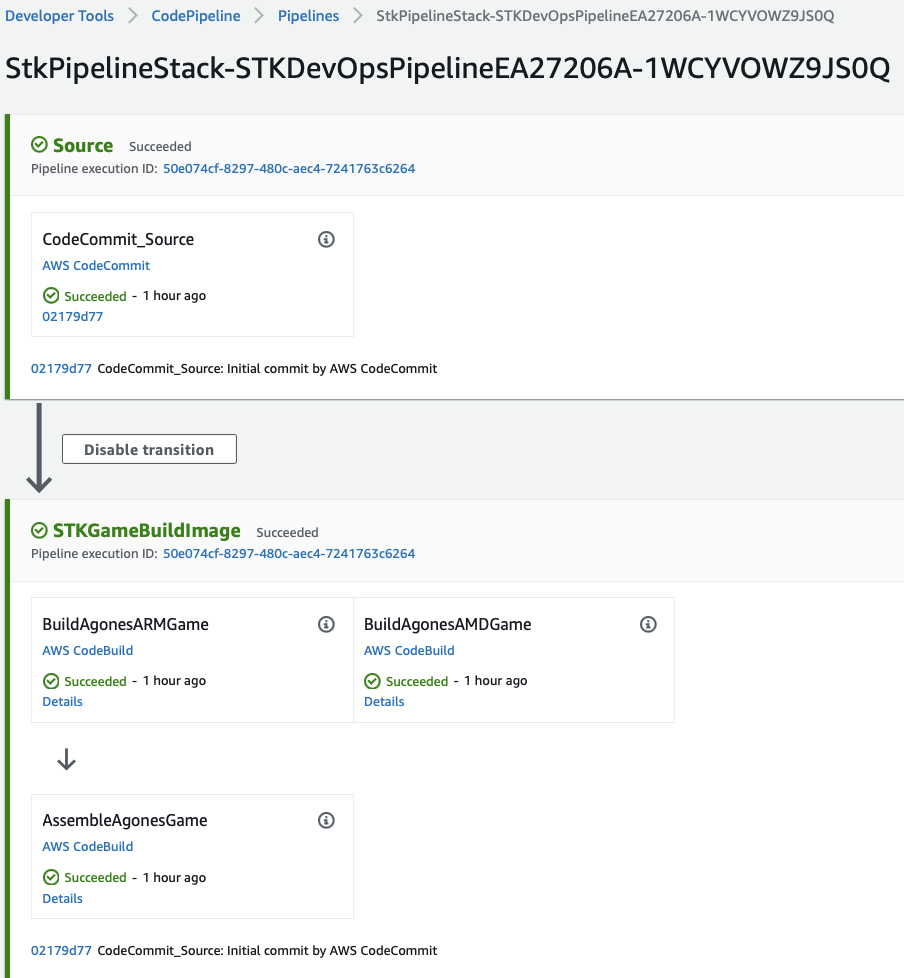 Developer Tools > CodePipeline > Pipelines > StkPipelineStack-STKDevOpsPipelineEA27206A-1WCYVOWZ9JS0Q
StkPipelineStack-STKDevOpsPipelineEA27206A-1WCYVOWZ9JS0Q
Source Succeeded
Pipeline execution ID: 50e074cf-8297-480c-aec4-7241763c6264
CodeCommit_Source
AWS CodeCommit
Succeeded - 1 hour ago
02179d77
02179d77 CodeCommit_Source: Initial commit by AWS CodeCommit
Disable transition
STKGameBuildImage Succeeded
Pipeline execution ID: 50e074cf-8297-480c-aec4-7241763c6264
BuildAgonesARMGame
AWS CodeBuild
Succeeded - 1 hour ago
Details
BuildAgonesAMDGame
AWS CodeBuild
Succeeded - 1 hour ago
Details
AssembleAgonesGame
AWS CodeBuild
Succeeded - 1 hour ago
Details
02179d77 CodeCommit_Source: Initial commit by AWS CodeCommit